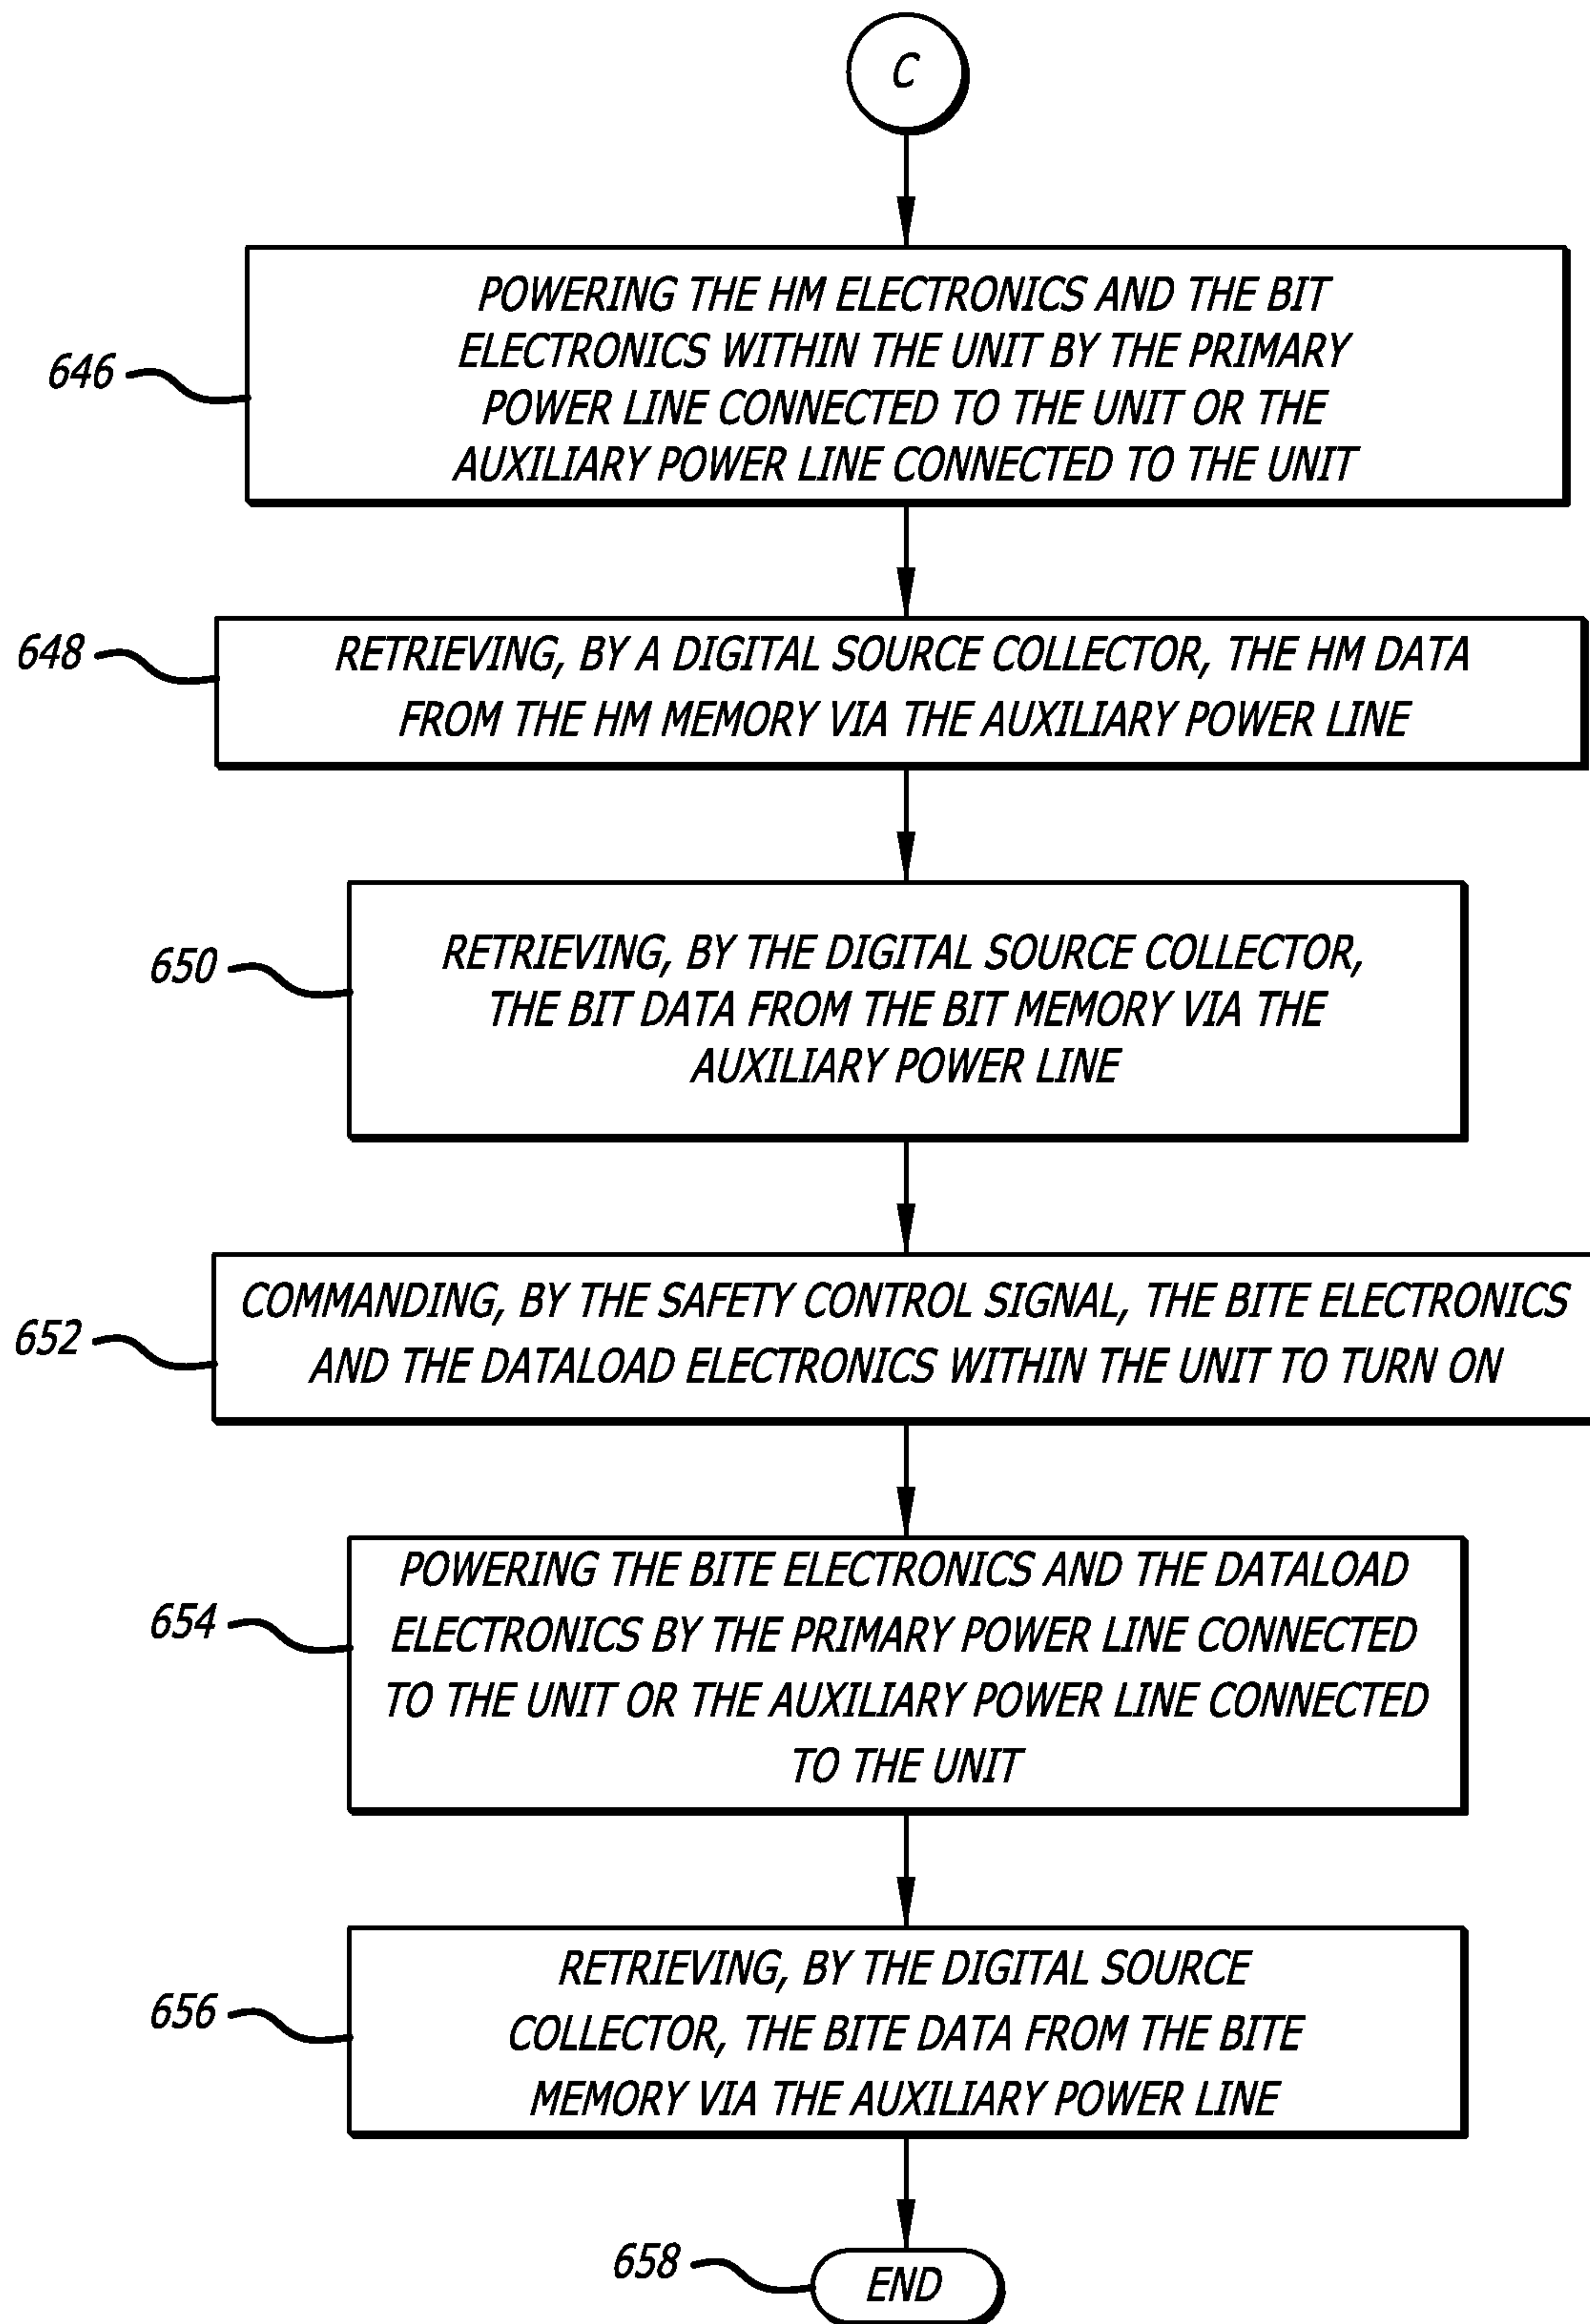 C
646
POWERING THE HM ELECTRONICS AND THE BIT
ELECTRONICS WITHIN THE UNIT BY THE PRIMARY
POWER LINE CONNECTED TO THE UNIT OR THE
AUXILIARY POWER LINE CONNECTED TO THE UNIT
648
RETRIEVING, BY A DIGITAL SOURCE COLLECTOR, THE HM DATA
FROM THE HM MEMORY VIA THE AUXILIARY POWER LINE
650
RETRIEVING, BY THE DIGITAL SOURCE COLLECTOR,
THE BIT DATA FROM THE BIT MEMORY VIA THE
AUXILIARY POWER LINE
652
COMMANDING, BY THE SAFETY CONTROL SIGNAL, THE BITE ELECTRONICS
AND THE DATALOAD ELECTRONICS WITHIN THE UNIT TO TURN ON
654
POWERING THE BITE ELECTRONICS AND THE DATALOAD
ELECTRONICS BY THE PRIMARY POWER LINE CONNECTED
TO THE UNIT OR THE AUXILIARY POWER LINE CONNECTED
TO THE UNIT
656
RETRIEVING, BY THE DIGITAL SOURCE
COLLECTOR, THE BITE DATA FROM THE BITE
MEMORY VIA THE AUXILIARY POWER LINE
658
END